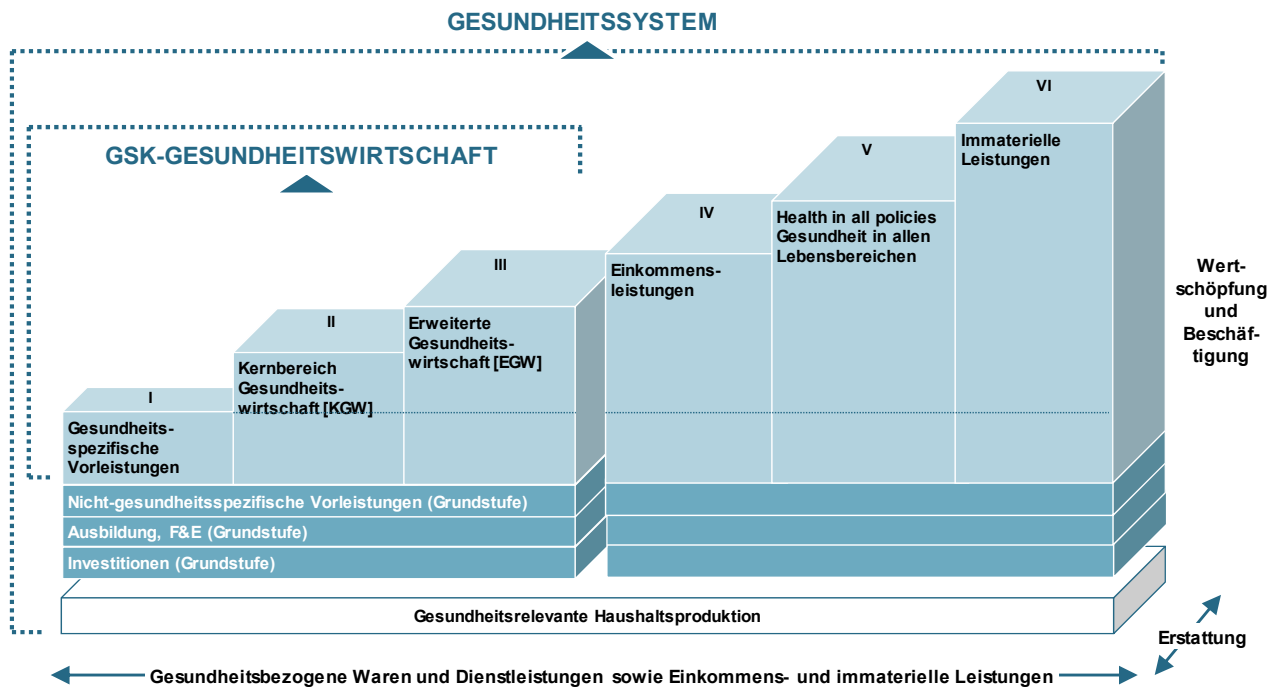 GESUNDHEITSSYSTEM
GSK-GESUNDHEITSWIRTSCHAFT
I
Gesundheits-
spezifische
Vorleistungen
II
Kernbereich
Gesundheits-
wirtschaft [KGW]
III
Erweiterte
Gesundheits-
wirtschaft [EGW]
IV
Einkommens-
leistungen
V
Health in all policies
Gesundheit in allen
Lebensbereichen
VI
Immaterielle
Leistungen
Wert-
schöpfung
und
Beschäf-
tigung
Nicht-gesundheitsspezifische Vorleistungen (Grundstufe)
Ausbildung, F&E (Grundstufe)
Investitionen (Grundstufe)
Gesundheitsrelevante Haushaltsproduktion
Erstattung
Gesundheitsbezogene Waren und Dienstleistungen sowie Einkommens- und immaterielle Leistungen